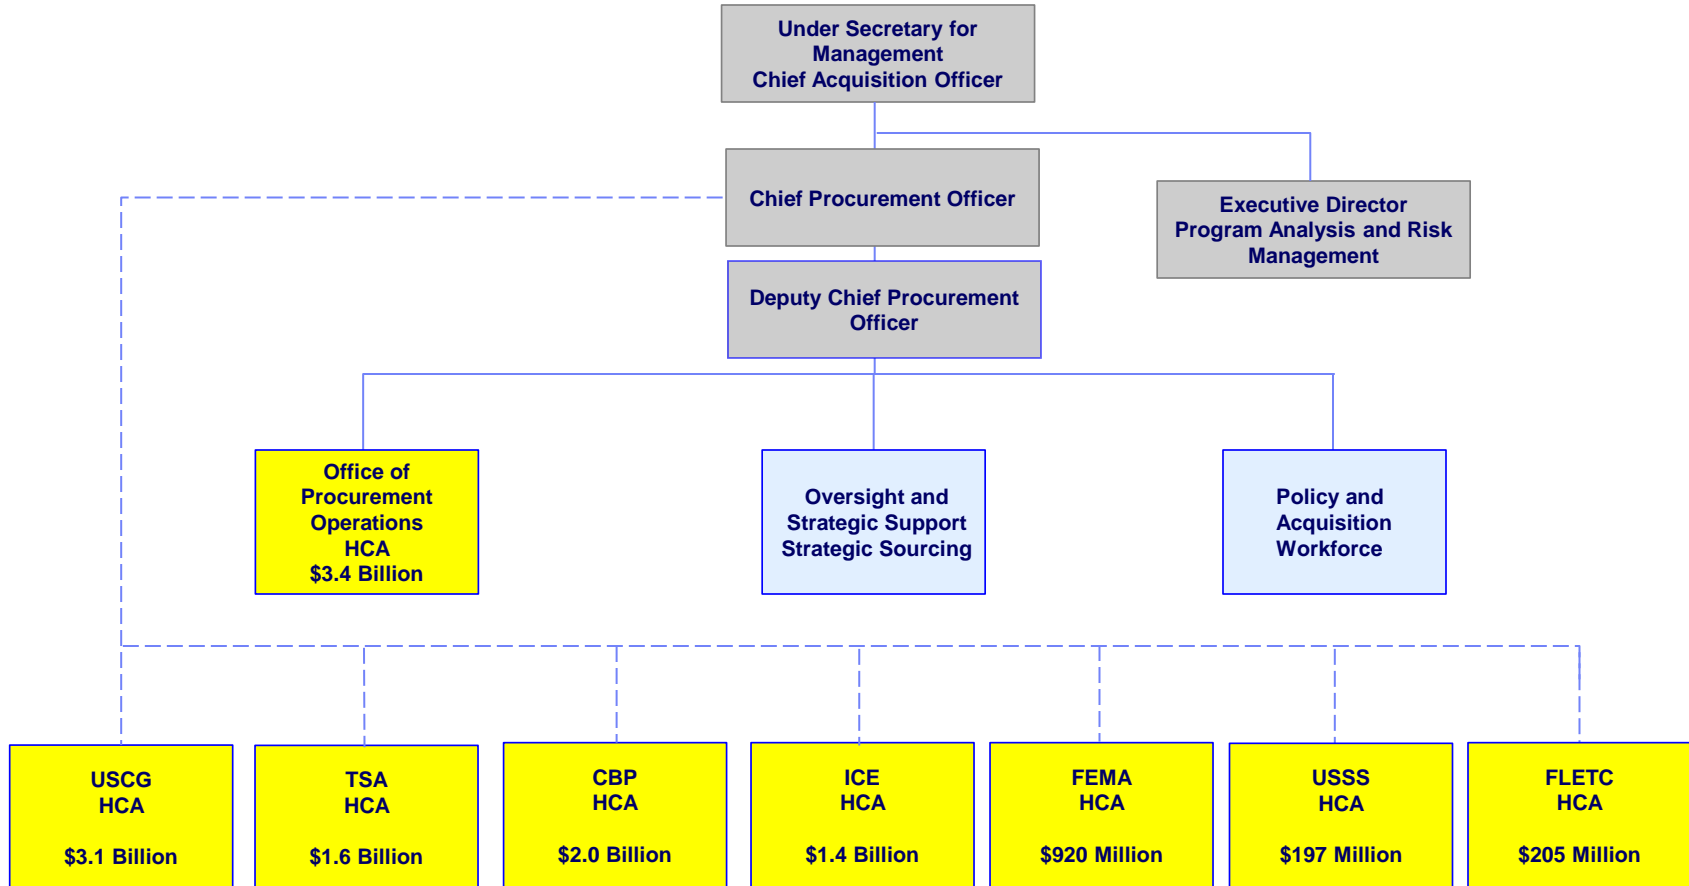 Under Secretary for
Management
Chief Acquisition Officer
Chief Procurement Officer
Executive Director
Program Analysis and Risk
Management
Deputy Chief Procurement
Officer
Office of
Procurement
Operations
HCA
$3.4 Billion
Oversight and
Strategic Support
Strategic Sourcing
Policy and
Acquisition
Workforce
USCG
HCA
$3.1 Billion
TSA
HCA
$1.6 Billion
CBP
HCA
$2.0 Billion
ICE
HCA
$1.4 Billion
FEMA
HCA
$920 Million
USSS
HCA
$197 Million
FLETC
HCA
$205 Million